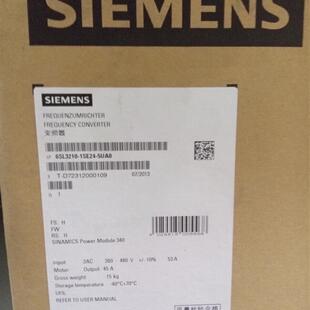 SIEMENS
SIEMENS
FREQUENZUMRICHTER
FREQUENCY CONVERTER
变频器
6SL3210-1SE24-5UA0
T-D72312000109 07/2013
1
FS: H
FW
RS: H
SINAMICS Power Module 340
Input: 3AC 380 - 480 V +/- 10% 53 A
Motor: Output: 45 A
Gross weight: 15 kg
Storage temperature -40°C+70°C
REFER TO USER MANUAL